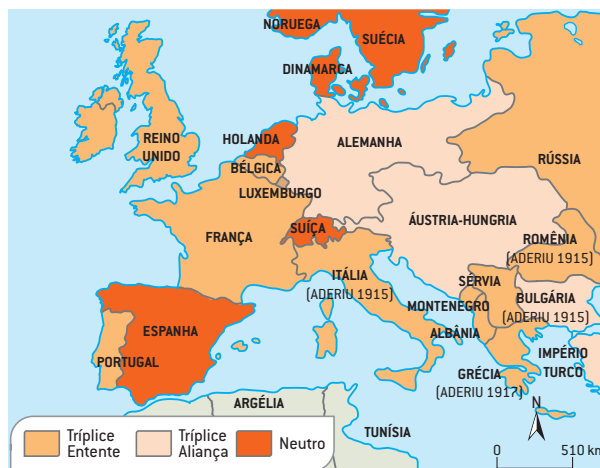 NORUEGA
SUÉCIA
DINAMARCA
REINO
UNIDO
HOLANDA
ALEMANHA
BÉLGICA
RÚSSIA
LUXEMBURGO
ÁUSTRIA-HUNGRIA
FRANÇA
SUÍÇA
ROMÊNIA
(ADERIU 1915)
ITÁLIA
(ADERIU 1915)
SÉRVIA
MONTENEGRO
BULGÁRIA
(ADERIU 1915)
ESPANHA
PORTUGAL
ALBÂNIA
IMPÉRIO
TURCO
GRÉCIA
(ADERIU 1917)
ARGÉLIA
TUNÍSIA
N
0 510 km
Tríplice
Entente
Tríplice
Aliança
Neutro